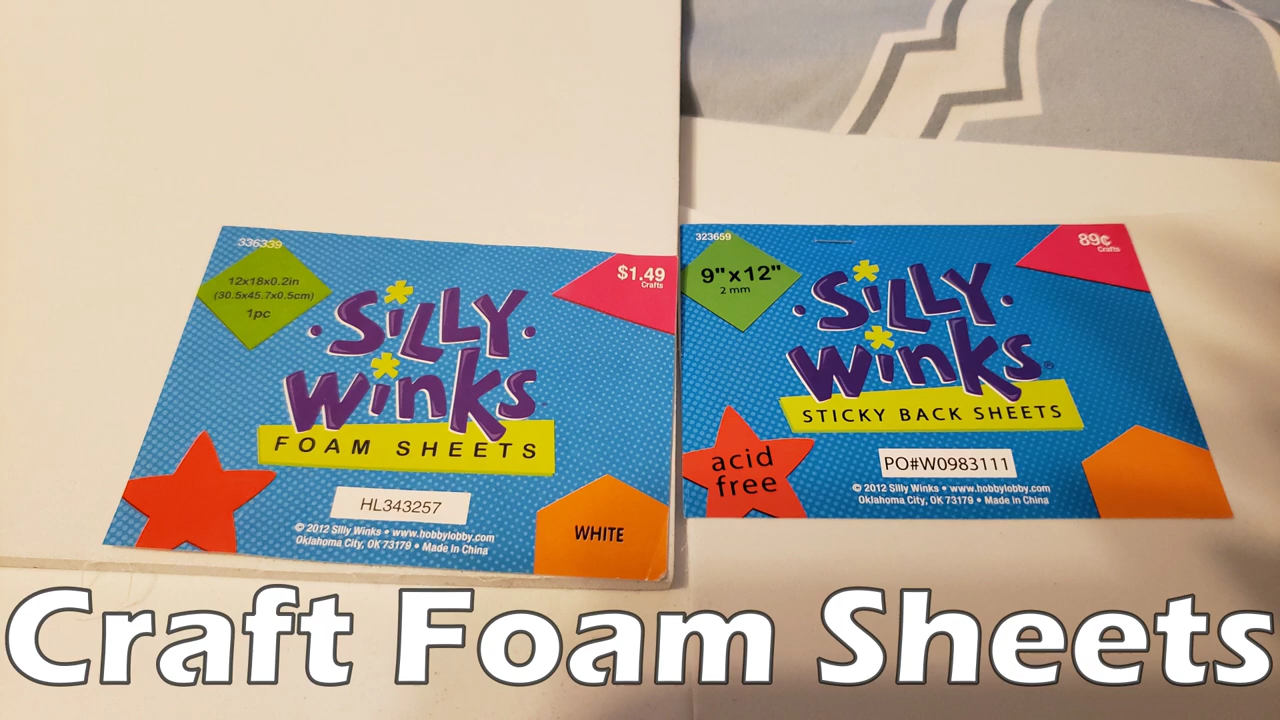 336339
12x18x0.2in
(30.5x45.7x0.5cm)
1pc
$1.49
Crafts
SILLY
WINKS
FOAM SHEETS
HL343257
© 2012 Silly Winks • www.hobbylobby.com
Oklahoma City, OK 73179 • Made in China
WHITE
323659
9"x12"
2 mm
89¢
Crafts
SILLY
WINKS®
STICKY BACK SHEETS
acid
free
PO#W0983111
© 2012 Silly Winks • www.hobbylobby.com
Oklahoma City, OK 73179 • Made in China
Craft Foam Sheets